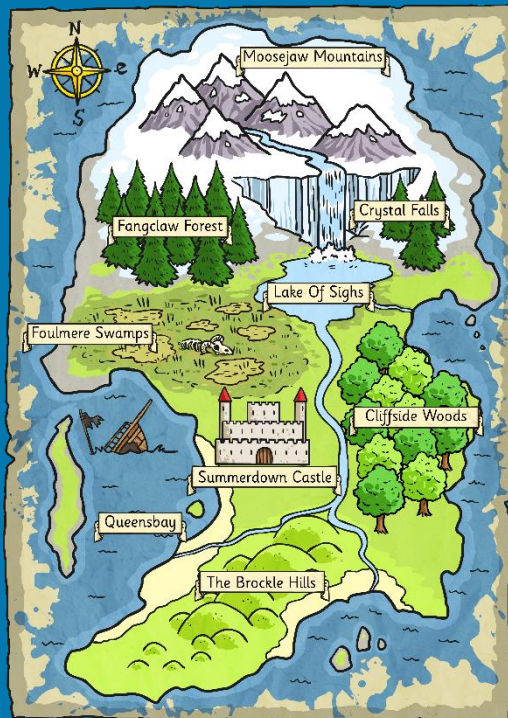 N
W
e
S
Moosejaw Mountains
Crystal Falls
Fangclaw Forest
Lake Of Sighs
Foulmere Swamps
Cliffside Woods
Summerdown Castle
Queensbay
The Brockle Hills